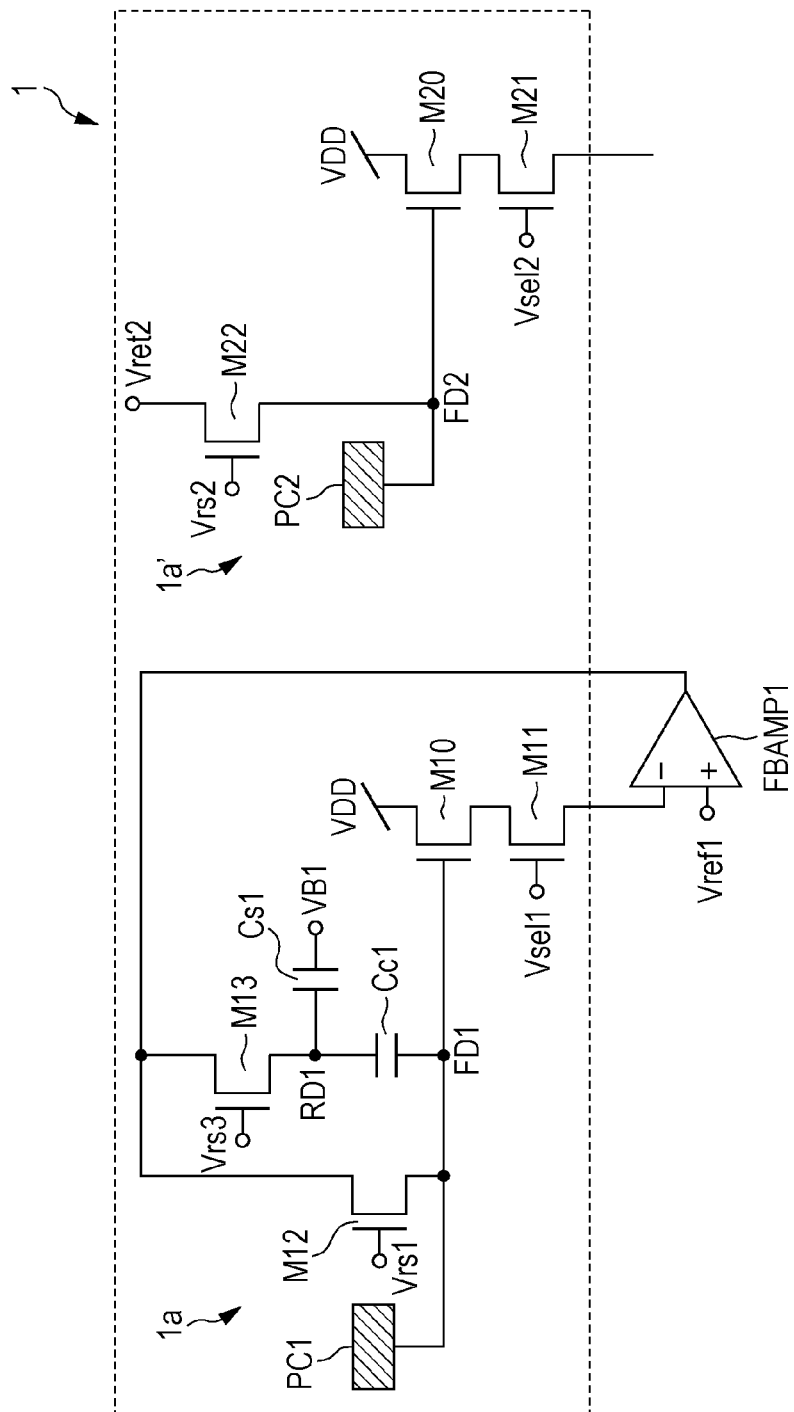 1
Vret2
1a
1a'
Vrs3
M13
Cs1
Vrs2
M22
PC1
M12
RD1
VB1
PC2
VDD
VDD
Vrs1
Cc1
FD1
M10
FD2
M20
Vsel1
M11
Vsel2
M21
−
+
Vref1
FBAMP1